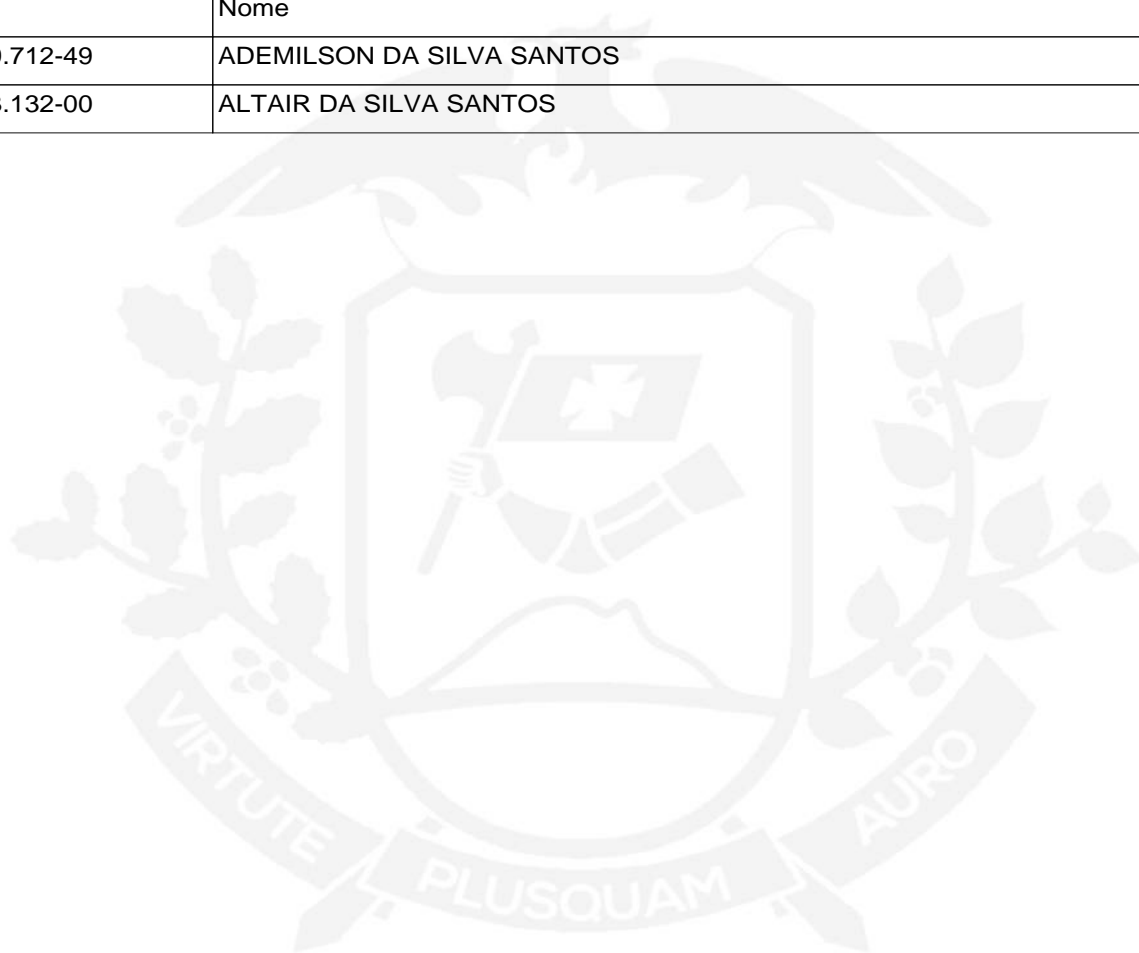 Nome
.712-49 ADEMILSON DA SILVA SANTOS
.132-00 ALTAIR DA SILVA SANTOS
VIRTUTE PLUSQUAM AURO